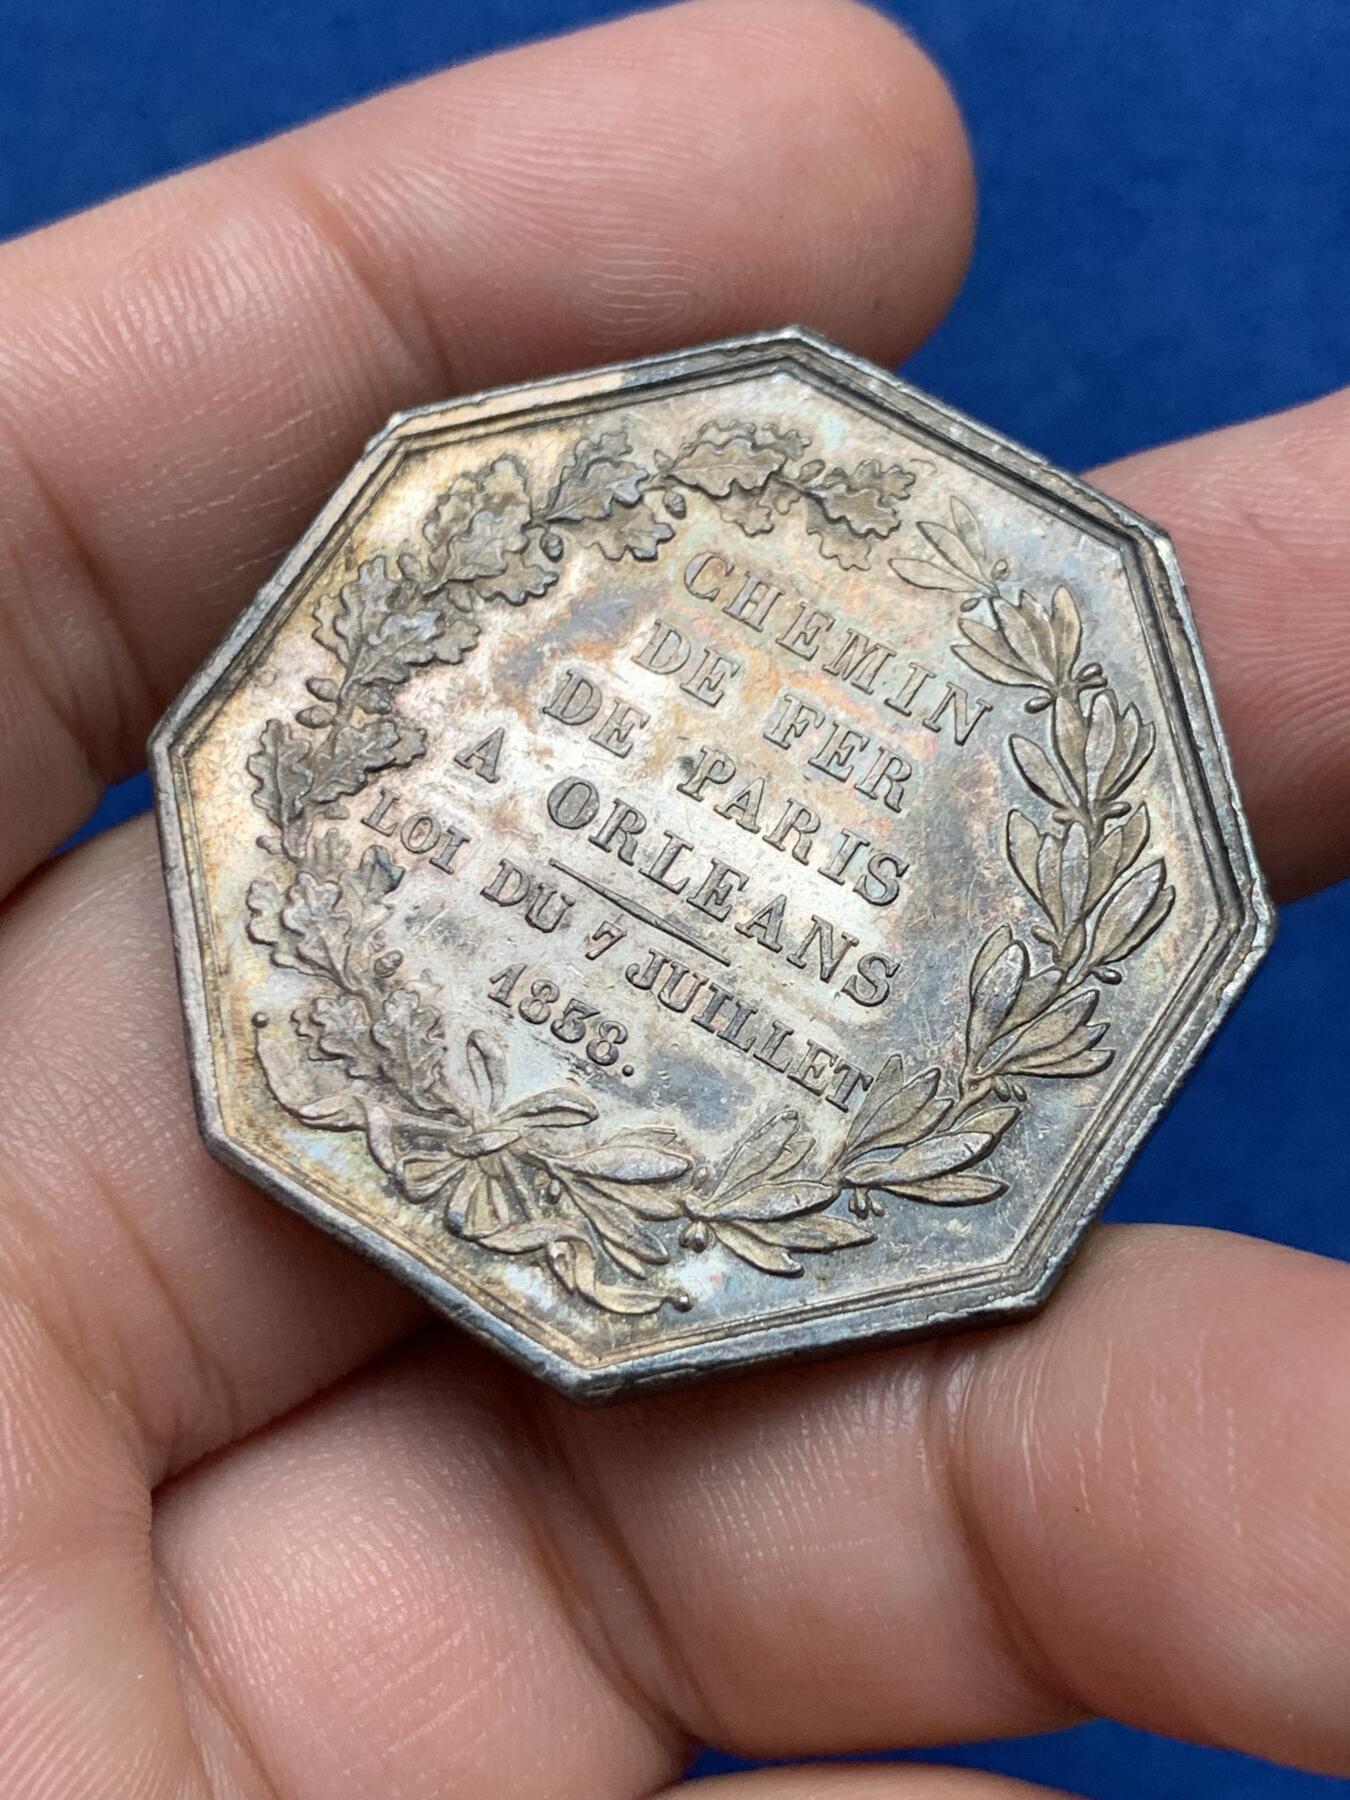 CHEMIN
DE FER
DE PARIS
A ORLEANS
LOI DU 7 JUILLET
1838.